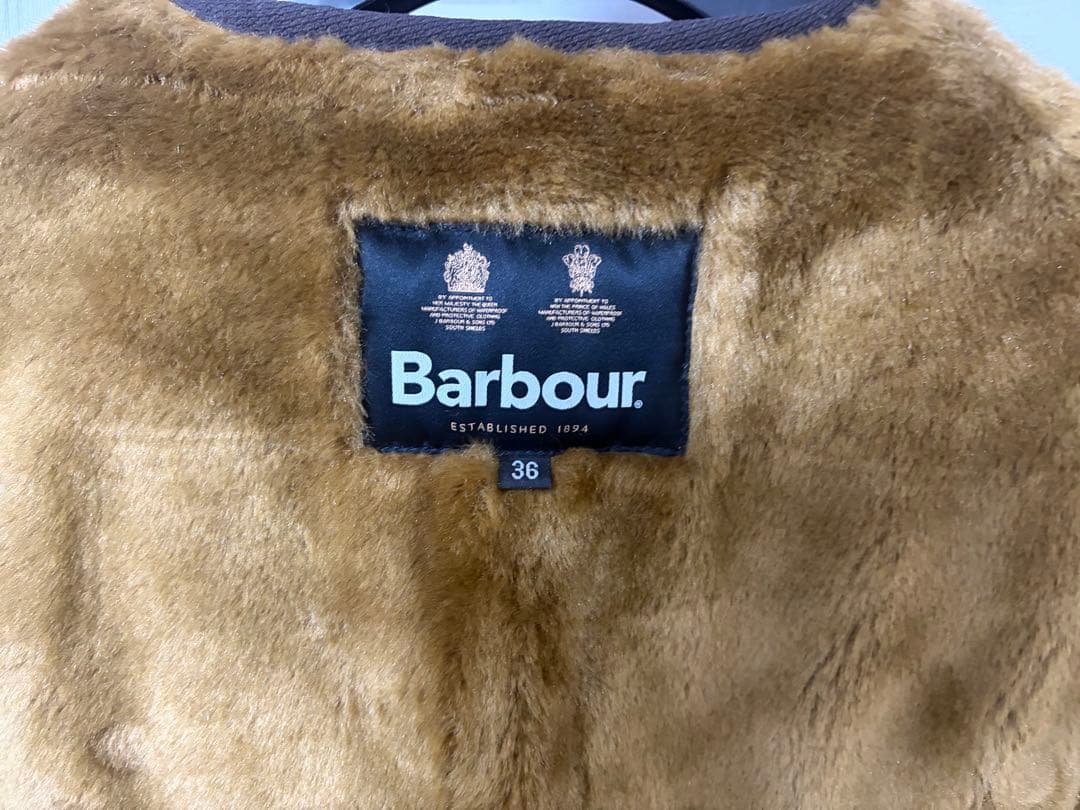 BY APPOINTMENT TO
HER MAJESTY THE QUEEN
MANUFACTURERS OF WATERPROOF
AND PROTECTIVE CLOTHING
J BARBOUR & SONS LTD
SOUTH SHIELDS
BY APPOINTMENT TO
HRH THE PRINCE OF WALES
MANUFACTURERS OF WATERPROOF
AND PROTECTIVE CLOTHING
J BARBOUR & SONS LTD
SOUTH SHIELDS
Barbour®
ESTABLISHED 1894
36